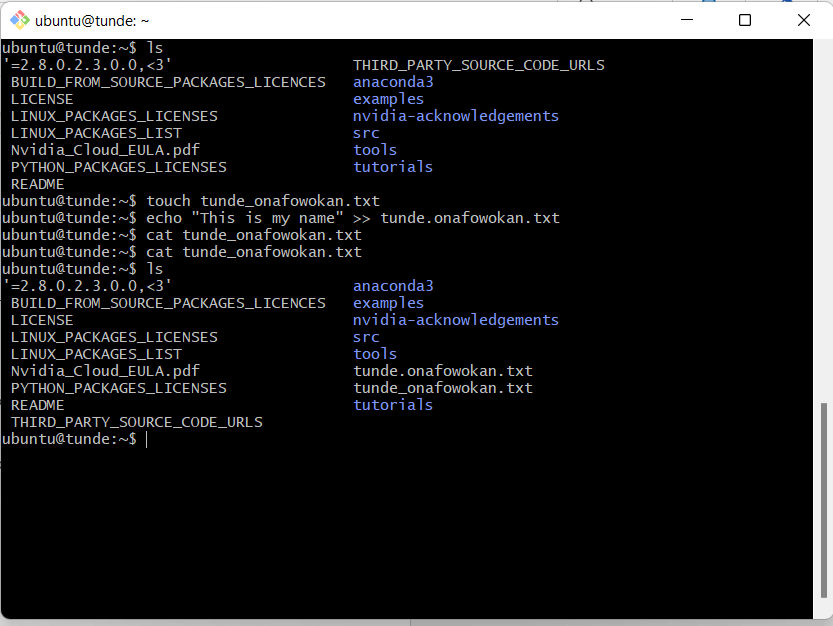 ubuntu@tunde: ~
ubuntu@tunde:~$ ls
'=2.8.0.2.3.0.0,<3' THIRD_PARTY_SOURCE_CODE_URLS
BUILD_FROM_SOURCE_PACKAGES_LICENCES anaconda3
LICENSE examples
LINUX_PACKAGES_LICENSES nvidia-acknowledgements
LINUX_PACKAGES_LIST src
Nvidia_Cloud_EULA.pdf tools
PYTHON_PACKAGES_LICENSES tutorials
README
ubuntu@tunde:~$ touch tunde_onafowokan.txt
ubuntu@tunde:~$ echo "This is my name" >> tunde.onafowokan.txt
ubuntu@tunde:~$ cat tunde_onafowokan.txt
ubuntu@tunde:~$ cat tunde_onafowokan.txt
ubuntu@tunde:~$ ls
'=2.8.0.2.3.0.0,<3' anaconda3
BUILD_FROM_SOURCE_PACKAGES_LICENCES examples
LICENSE nvidia-acknowledgements
LINUX_PACKAGES_LICENSES src
LINUX_PACKAGES_LIST tools
Nvidia_Cloud_EULA.pdf tunde.onafowokan.txt
PYTHON_PACKAGES_LICENSES tunde_onafowokan.txt
README tutorials
THIRD_PARTY_SOURCE_CODE_URLS
ubuntu@tunde:~$